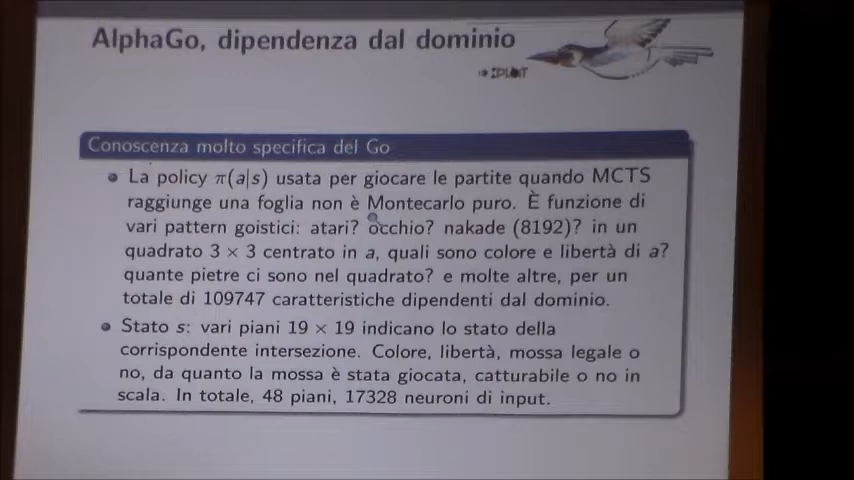 AlphaGo, dipendenza dal dominio
Conoscenza molto specifica del Go
La policy π(a|s) usata per giocare le partite quando MCTS
raggiunge una foglia non è Montecarlo puro. È funzione di
vari pattern goistici: atari? occhio? nakade (8192)? in un
quadrato 3 × 3 centrato in a, quali sono colore e libertà di a?
quante pietre ci sono nel quadrato? e molte altre, per un
totale di 109747 caratteristiche dipendenti dal dominio.
Stato s: vari piani 19 × 19 indicano lo stato della
corrispondente intersezione. Colore, libertà, mossa legale o
no, da quanto la mossa è stata giocata, catturabile o no in
scala. In totale, 48 piani, 17328 neuroni di input.